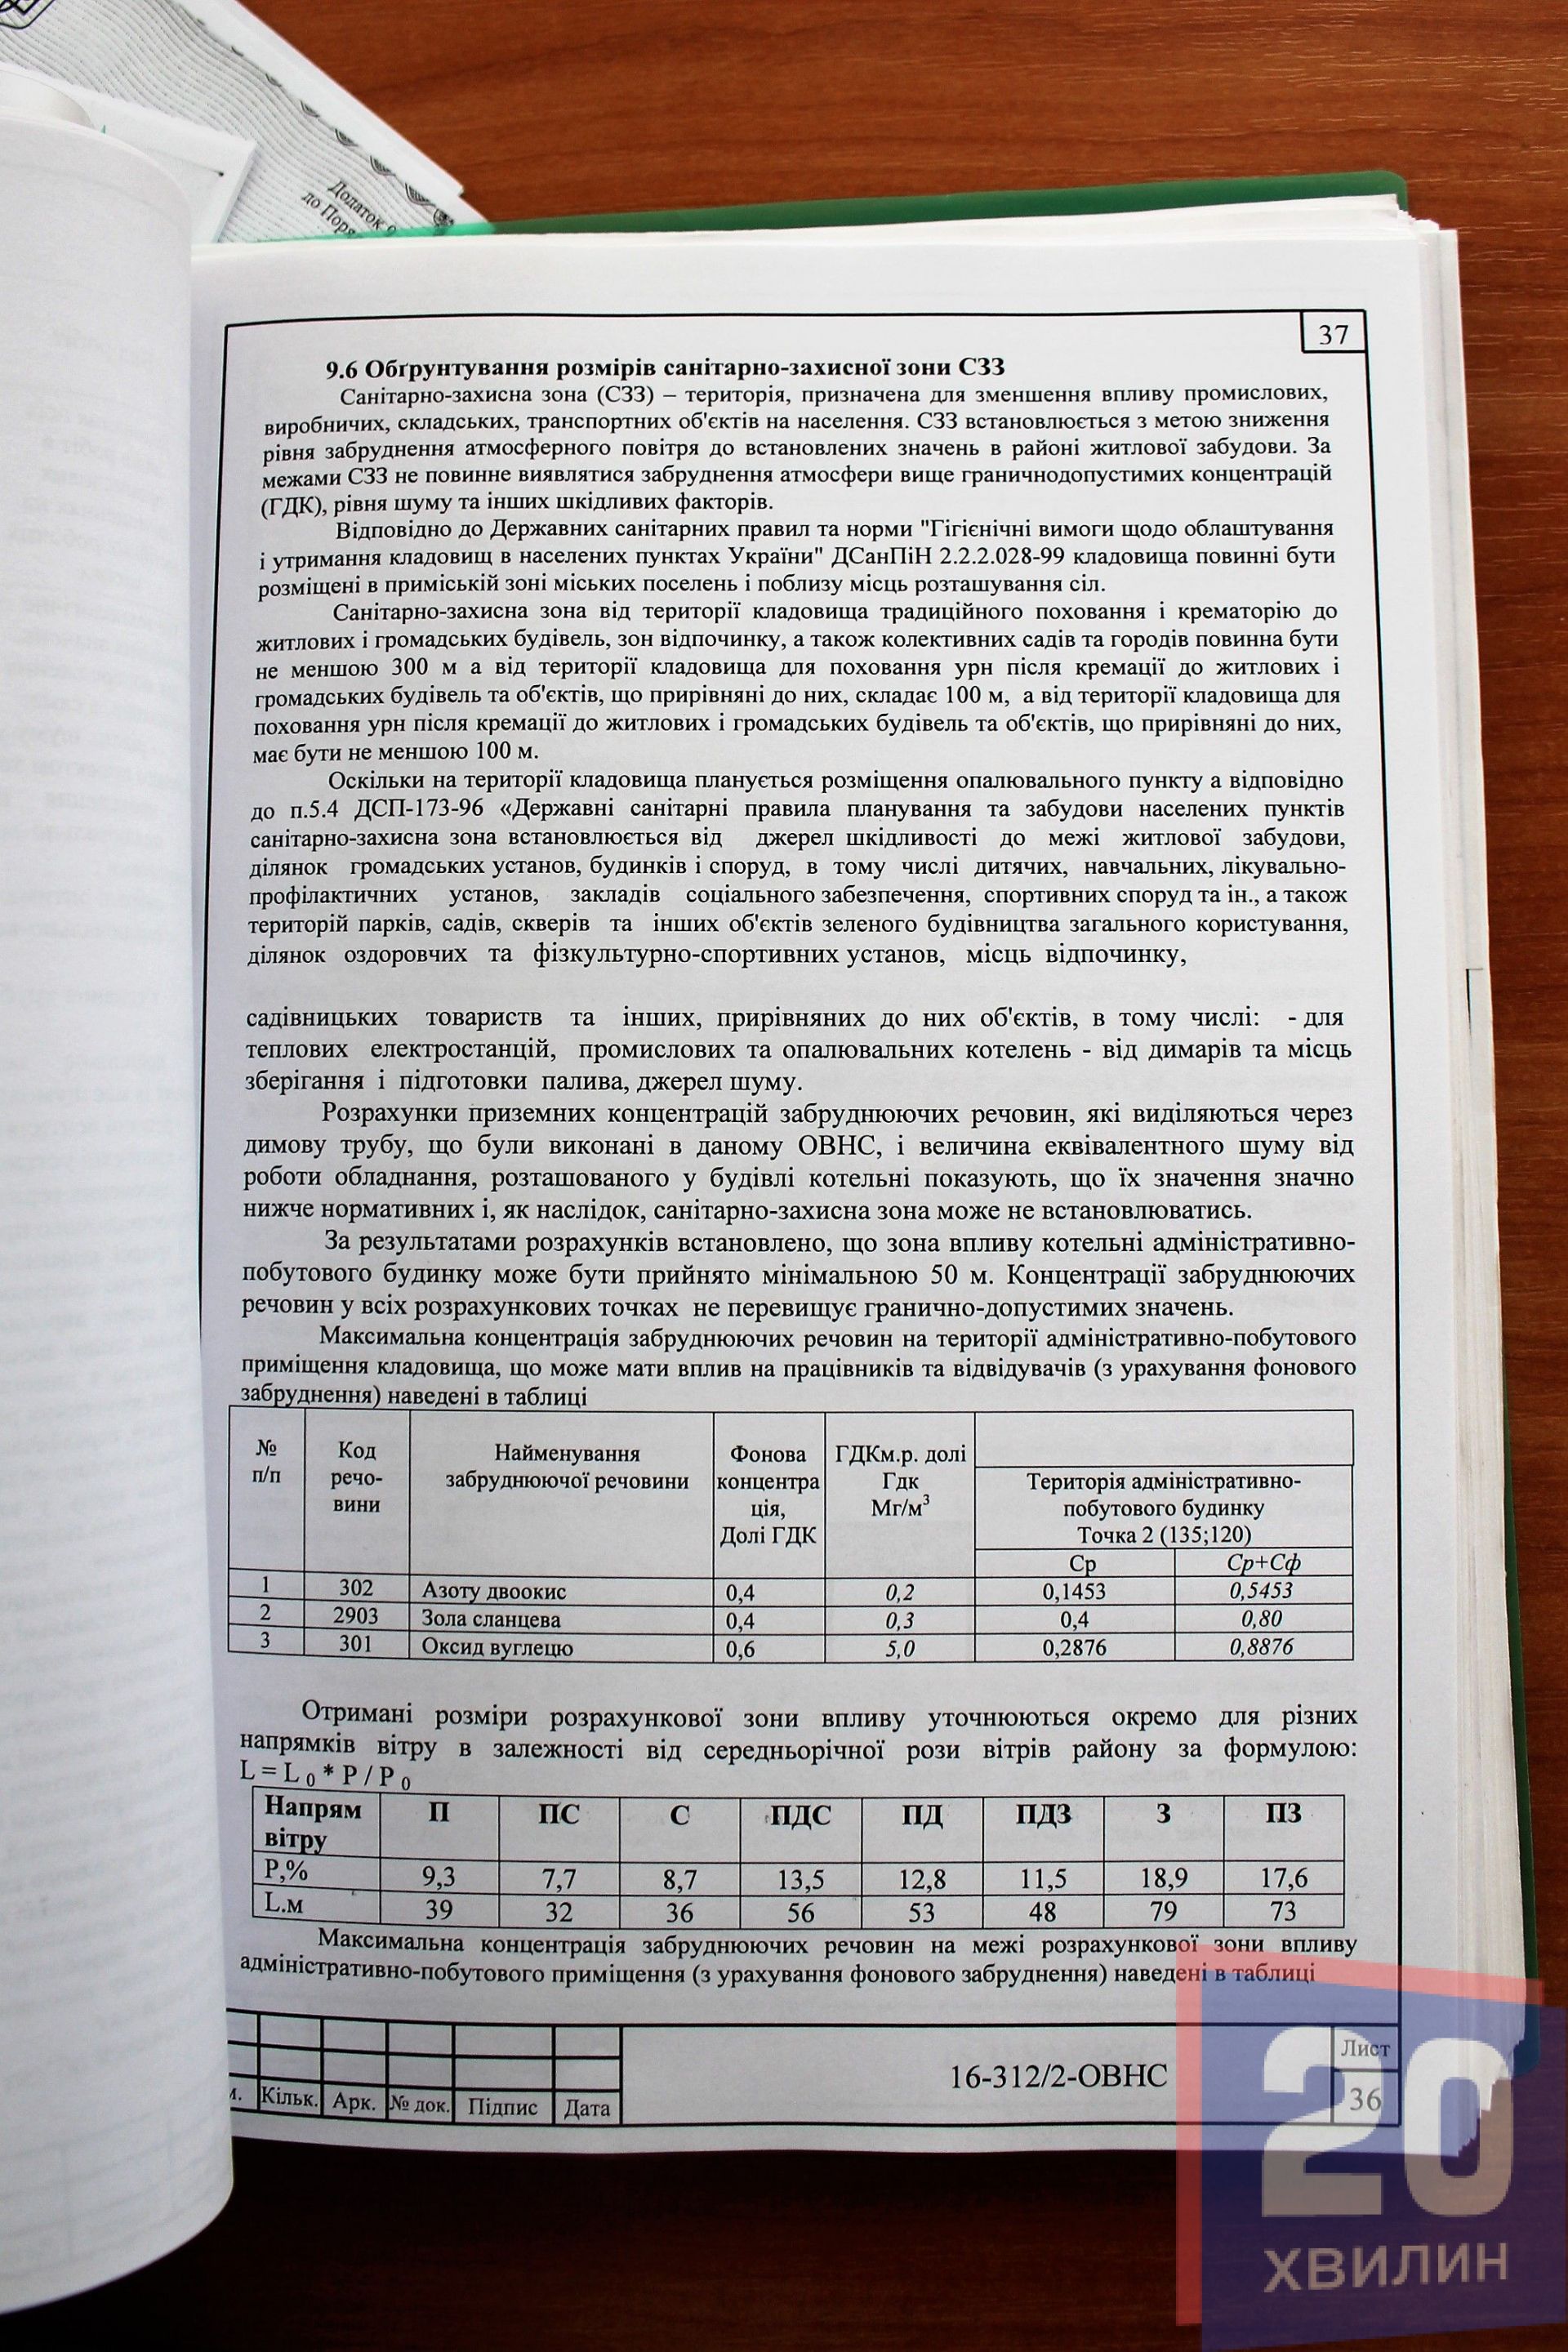 Додаток
до Поря
37
9.6 Обґрунтування розмірів санітарно-захисної зони СЗЗ
Санітарно-захисна зона (СЗЗ) – територія, призначена для зменшення впливу промислових,
виробничих, складських, транспортних об'єктів на населення. СЗЗ встановлюється з метою зниження
рівня забруднення атмосферного повітря до встановлених значень в районі житлової забудови. За
межами СЗЗ не повинне виявлятися забруднення атмосфери вище граничнодопустимих концентрацій
(ГДК), рівня шуму та інших шкідливих факторів.
Відповідно до Державних санітарних правил та норми "Гігієнічні вимоги щодо облаштування
і утримання кладовищ в населених пунктах України" ДСанПіН 2.2.2.028-99 кладовища повинні бути
розміщені в приміській зоні міських поселень і поблизу місць розташування сіл.
Санітарно-захисна зона від території кладовища традиційного поховання і крематорію до
житлових і громадських будівель, зон відпочинку, а також колективних садів та городів повинна бути
не меншою 300 м а від території кладовища для поховання урн після кремації до житлових і
громадських будівель та об'єктів, що прирівняні до них, складає 100 м, а від території кладовища для
поховання урн після кремації до житлових і громадських будівель та об'єктів, що прирівняні до них,
має бути не меншою 100 м.
Оскільки на території кладовища планується розміщення опалювального пункту а відповідно
до п.5.4 ДСП-173-96 «Державні санітарні правила планування та забудови населених пунктів
санітарно-захисна зона встановлюється від джерел шкідливості до межі житлової забудови,
ділянок громадських установ, будинків і споруд, в тому числі дитячих, навчальних, лікувально-
профілактичних установ, закладів соціального забезпечення, спортивних споруд та ін., а також
територій парків, садів, скверів та інших об'єктів зеленого будівництва загального користування,
ділянок оздоровчих та фізкультурно-спортивних установ, місць відпочинку,
садівницьких товариств та інших, прирівняних до них об'єктів, в тому числі: - для
теплових електростанцій, промислових та опалювальних котелень - від димарів та місць
зберігання і підготовки палива, джерел шуму.
Розрахунки приземних концентрацій забруднюючих речовин, які виділяються через
димову трубу, що були виконані в даному ОВНС, і величина еквівалентного шуму від
роботи обладнання, розташованого у будівлі котельні показують, що їх значення значно
нижче нормативних і, як наслідок, санітарно-захисна зона може не встановлюватись.
За результатами розрахунків встановлено, що зона впливу котельні адміністративно-
побутового будинку може бути прийнято мінімальною 50 м. Концентрації забруднюючих
речовин у всіх розрахункових точках не перевищує гранично-допустимих значень.
Максимальна концентрація забруднюючих речовин на території адміністративно-побутового
приміщення кладовища, що може мати вплив на працівників та відвідувачів (з урахування фонового
забруднення) наведені в таблиці
№ п/п Код речо- вини Найменування забруднюючої речовини Фонова концентра ція, Долі ГДК ГДКм.р. долі Гдк Мг/м³ Територія адміністративно- побутового будинку Точка 2 (135;120)
Ср Ср+Сф
1 302 Азоту двоокис 0,4 0,2 0,1453 0,5453
2 2903 Зола сланцева 0,4 0,3 0,4 0,80
3 301 Оксид вуглецю 0,6 5,0 0,2876 0,8876
Отримані розміри розрахункової зони впливу уточнюються окремо для різних
напрямків вітру в залежності від середньорічної рози вітрів району за формулою:
L = L 0 * P / P 0
Напрям вітру П ПС С ПДС ПД ПДЗ З ПЗ
Р,% 9,3 7,7 8,7 13,5 12,8 11,5 18,9 17,6
L.м 39 32 36 56 53 48 79 73
Максимальна концентрація забруднюючих речовин на межі розрахункової зони впливу
адміністративно-побутового приміщення (з урахування фонового забруднення) наведені в таблиці
м. Кільк. Арк. № док. Підпис Дата
16-312/2-ОВНС
Лист
36
20
ХВИЛИН